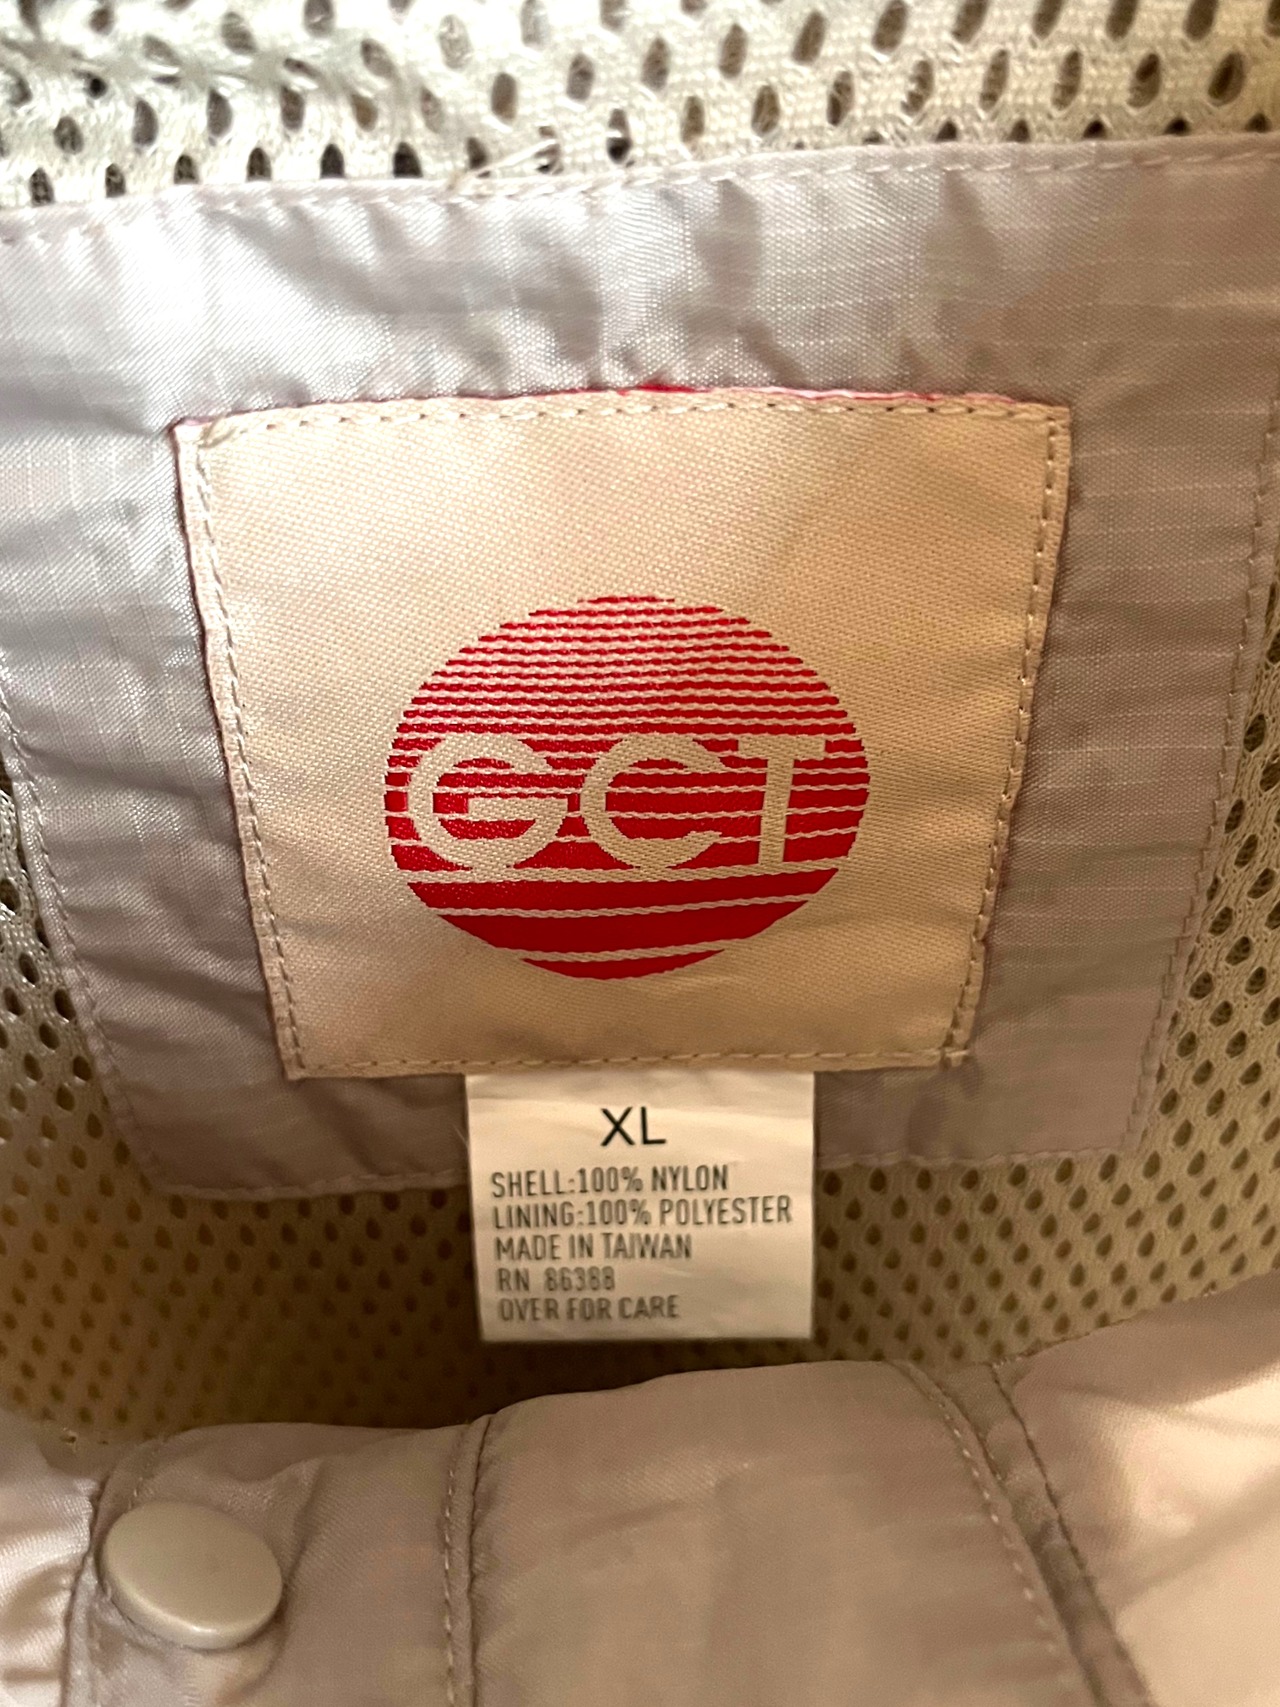 GCT
XL
SHELL:100% NYLON
LINING:100% POLYESTER
MADE IN TAIWAN
RN 86388
OVER FOR CARE